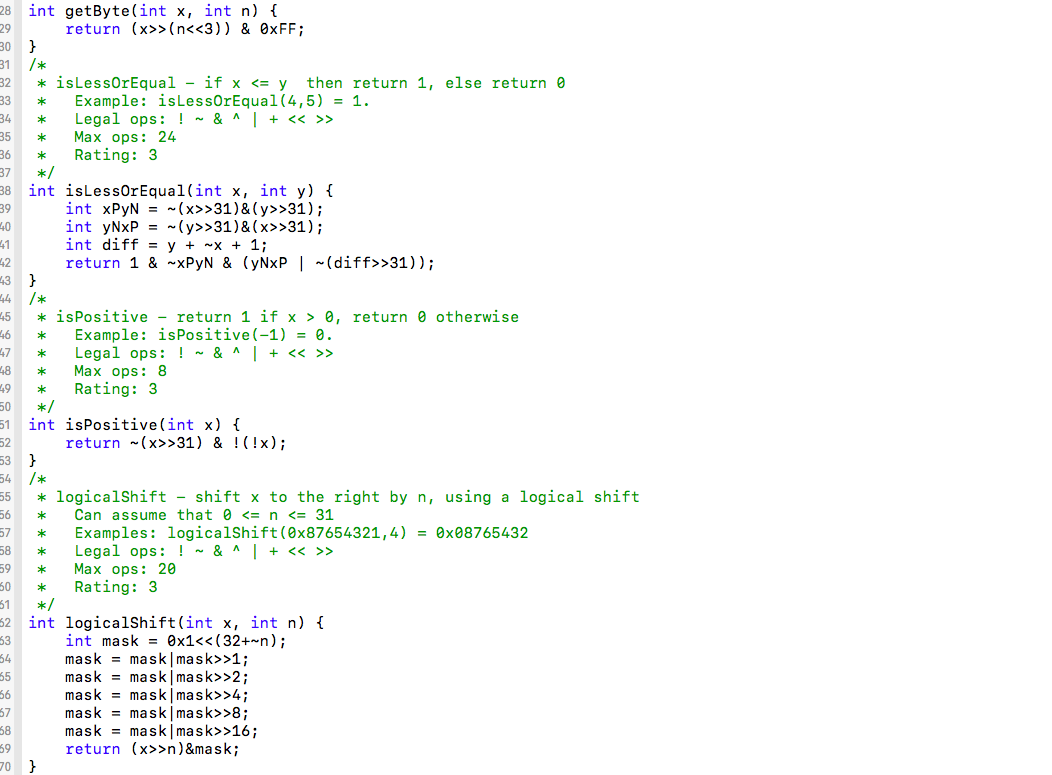 28 int getByte(int x, int n) {
29     return (x>>(n<<3)) & 0xFF;
30 }
31 /*
32  * isLessOrEqual – if x <= y  then return 1, else return 0
33  *   Example: isLessOrEqual(4,5) = 1.
34  *   Legal ops: ! ~ & ^ | + << >>
35  *   Max ops: 24
36  *   Rating: 3
37  */
38 int isLessOrEqual(int x, int y) {
39     int xPyN = ~(x>>31)&(y>>31);
40     int yNxP = ~(y>>31)&(x>>31);
41     int diff = y + ~x + 1;
42     return 1 & ~xPyN & (yNxP | ~(diff>>31));
43 }
44 /*
45  * isPositive – return 1 if x > 0, return 0 otherwise
46  *   Example: isPositive(-1) = 0.
47  *   Legal ops: ! ~ & ^ | + << >>
48  *   Max ops: 8
49  *   Rating: 3
50  */
51 int isPositive(int x) {
52     return ~(x>>31) & !(!x);
53 }
54 /*
55  * logicalShift – shift x to the right by n, using a logical shift
56  *   Can assume that 0 <= n <= 31
57  *   Examples: logicalShift(0x87654321,4) = 0x08765432
58  *   Legal ops: ! ~ & ^ | + << >>
59  *   Max ops: 20
60  *   Rating: 3
61  */
62 int logicalShift(int x, int n) {
63     int mask = 0x1<<(32+~n);
64     mask = mask|mask>>1;
65     mask = mask|mask>>2;
66     mask = mask|mask>>4;
67     mask = mask|mask>>8;
68     mask = mask|mask>>16;
69     return (x>>n)&mask;
70 }